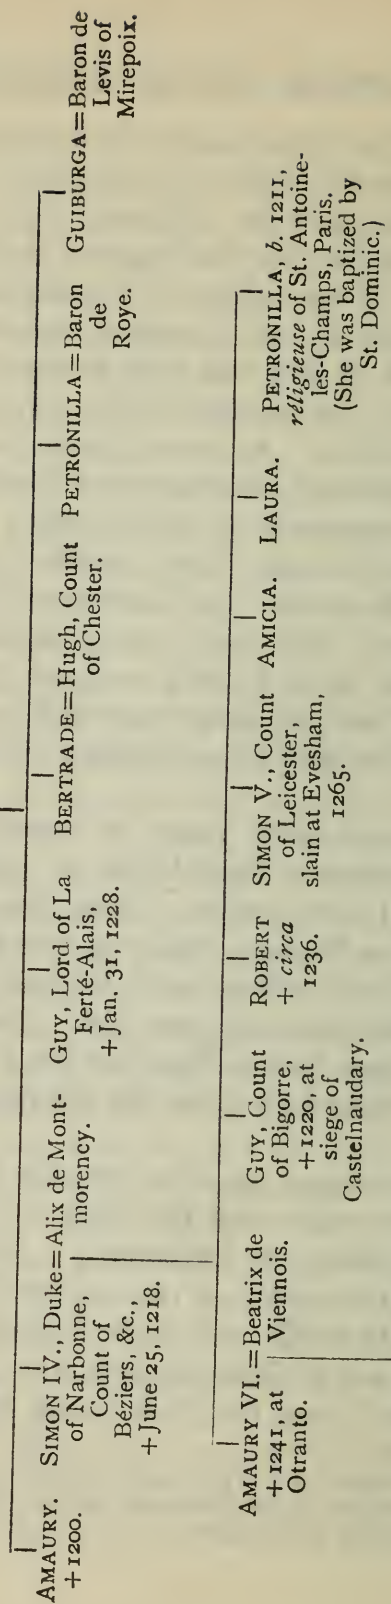 AMAURY.
+1200.
SIMON IV., Duke=Alix de Mont-
of Narbonne, morency.
Count of
Béziers, &c.,
+June 25, 1218.
GUY, Lord of La
Ferté-Alais,
+Jan. 31, 1228.
BERTRADE=Hugh, Count
of Chester.
PETRONILLA=Baron
de
Roye.
GUIBURGA=Baron de
Levis of
Mirepoix.
AMAURY VI.=Beatrix de
+1241, at Viennois.
Otranto.
GUY, Count
of Bigorre,
+1220, at
siege of
Castelnaudary.
ROBERT
+ circa
1236.
SIMON V., Count
of Leicester,
slain at Evesham,
1265.
AMICIA.
LAURA.
PETRONILLA, b. 1211,
réligieuse of St. Antoine-
les-Champs, Paris.
(She was baptized by
St. Dominic.)